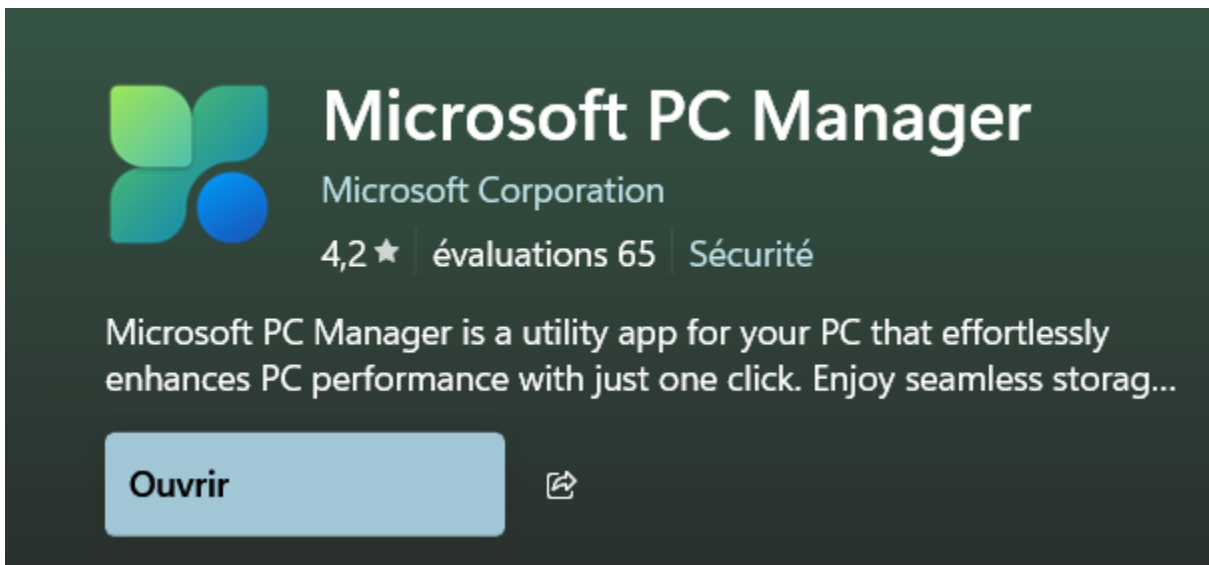 Microsoft PC Manager
Microsoft Corporation
4,2 ★ évaluations 65 Sécurité
Microsoft PC Manager is a utility app for your PC that effortlessly
enhances PC performance with just one click. Enjoy seamless storag...
Ouvrir